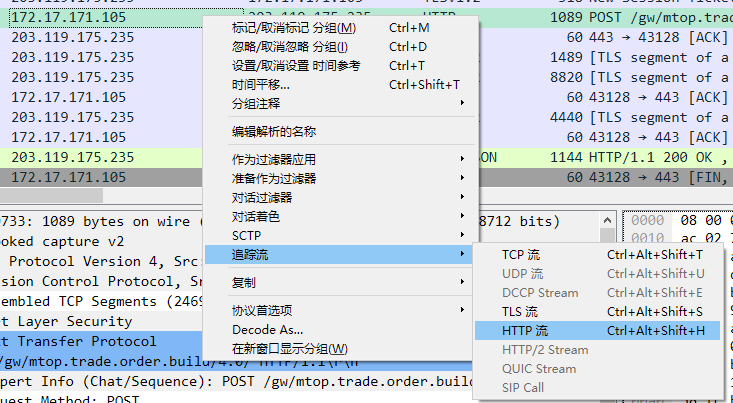 172.17.171.105 1089 POST /gw/mtop.trade
203.119.175.235 60 443 → 43128 [ACK]
203.119.175.235 1489 [TLS segment of a
203.119.175.235 8820 [TLS segment of a
172.17.171.105 60 43128 → 443 [ACK]
203.119.175.235 4440 [TLS segment of a
172.17.171.105 60 43128 → 443 [ACK]
203.119.175.235 SON 1144 HTTP/1.1 200 OK ,
172.17.171.105 60 43128 → 443 [FIN,
标记/取消标记 分组(M) Ctrl+M
忽略/取消忽略 分组(I) Ctrl+D
设置/取消设置 时间参考 Ctrl+T
时间平移... Ctrl+Shift+T
分组注释
编辑解析的名称
作为过滤器应用
准备作为过滤器
对话过滤器
对话着色
SCTP
追踪流
复制
协议首选项
Decode As...
在新窗口显示分组(W)
TCP 流 Ctrl+Alt+Shift+T
UDP 流 Ctrl+Alt+Shift+U
DCCP Stream Ctrl+Alt+Shift+E
TLS 流 Ctrl+Alt+Shift+S
HTTP 流 Ctrl+Alt+Shift+H
HTTP/2 Stream
QUIC Stream
SIP Call
9733: 1089 bytes on wire ( 8712 bits)
ooked capture v2
Protocol Version 4, Src:
ssion Control Protocol, Sr
sembled TCP Segments (2469
et Layer Security
xt Transfer Protocol
/gw/mtop.trade.order.build/4.0/ HTTP/1.1\r\n
pert Info (Chat/Sequence): POST /gw/mtop.trade.order.build
quest Method: POST
0000 08 00 0
0010 ac 02 7